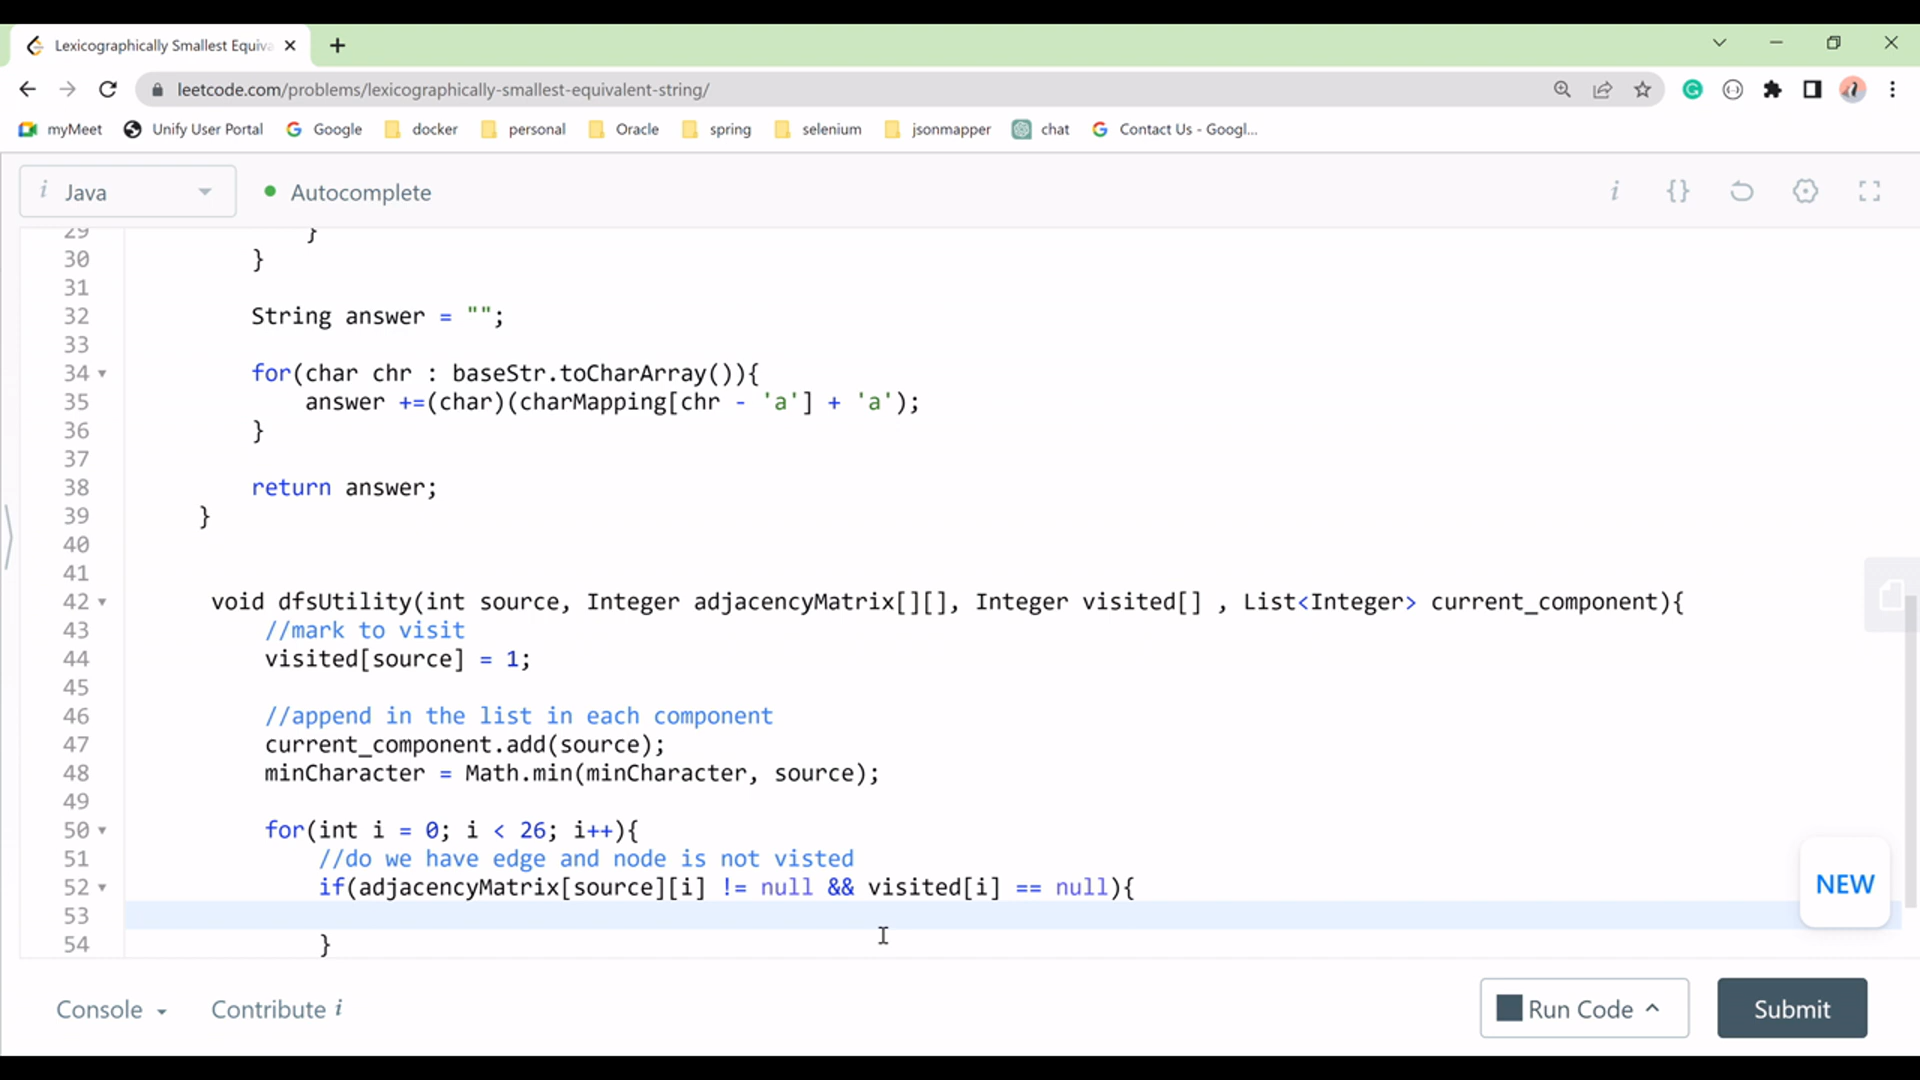 Lexicographically Smallest Equiva
leetcode.com/problems/lexicographically-smallest-equivalent-string/
myMeet Unify User Portal Google docker personal Oracle spring selenium jsonmapper chat Contact Us - Googl...
i Java Autocomplete i {}
29 }
30 }
31
32 String answer = "";
33
34 for(char chr : baseStr.toCharArray()){
35 answer +=(char)(charMapping[chr - 'a'] + 'a');
36 }
37
38 return answer;
39 }
40
41
42 void dfsUtility(int source, Integer adjacencyMatrix[][], Integer visited[] , List<Integer> current_component){
43 //mark to visit
44 visited[source] = 1;
45
46 //append in the list in each component
47 current_component.add(source);
48 minCharacter = Math.min(minCharacter, source);
49
50 for(int i = 0; i < 26; i++){
51 //do we have edge and node is not visted
52 if(adjacencyMatrix[source][i] != null && visited[i] == null){
53
54 }
NEW
Console Contribute i Run Code Submit